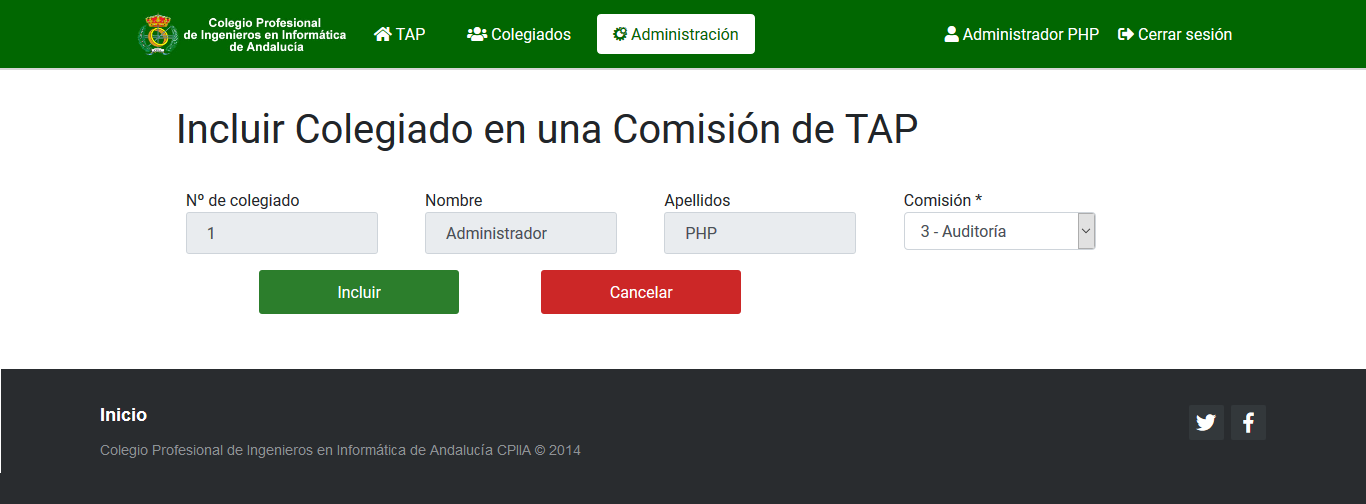 Colegio Profesional
de Ingenieros en Informática
de Andalucía
TAP
Colegiados
Administración
Administrador PHP
Cerrar sesión
Incluir Colegiado en una Comisión de TAP
Nº de colegiado
Nombre
Apellidos
Comisión *
1
Administrador
PHP
3 - Auditoría
Incluir
Cancelar
Inicio
Colegio Profesional de Ingenieros en Informática de Andalucía CPIIA © 2014